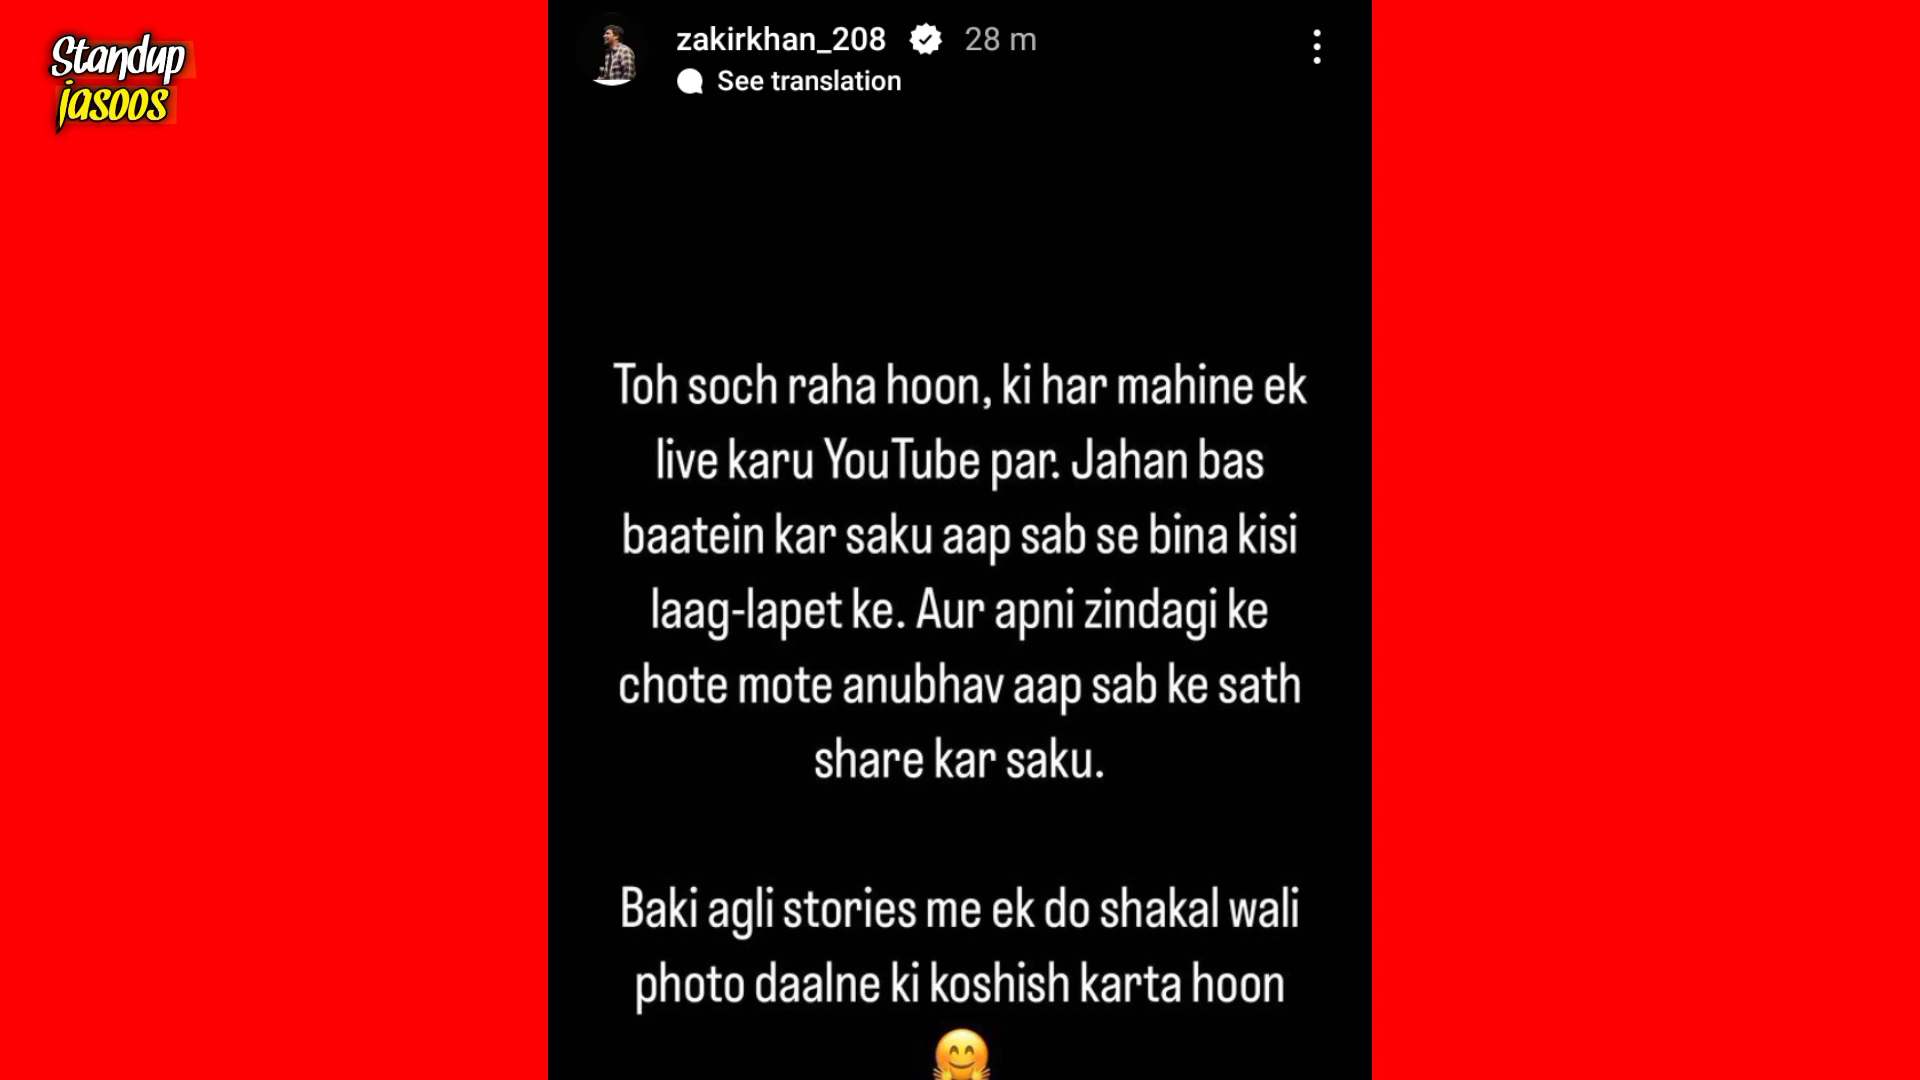 Standup
jasoos
zakirkhan_208 28 m
See translation
Toh soch raha hoon, ki har mahine ek
live karu YouTube par. Jahan bas
baatein kar saku aap sab se bina kisi
laag-lapet ke. Aur apni zindagi ke
chote mote anubhav aap sab ke sath
share kar saku.
Baki agli stories me ek do shakal wali
photo daalne ki koshish karta hoon
🤗